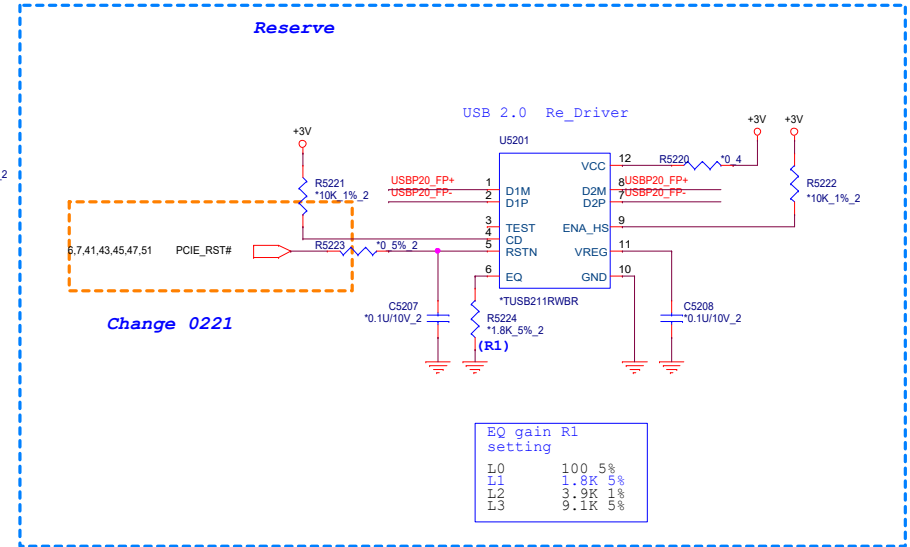 Reserve
USB 2.0 Re_Driver
+3V
+3V
+3V
U5201
_2
R5221
*10K_1%_2
VCC
12
R5220
*0_4
R5222
*10K_1%_2
USBP20_FP+
USBP20_FP-
1
D1M
2
D1P
D2M
8
D2P
7
USBP20_FP+
USBP20_FP-
3
TEST
4
CD
5
RSTN
6
EQ
ENA_HS
9
VREG
11
GND
10
6,7,41,43,45,47,51
PCIE_RST#
R5223
*0_5%_2
*TUSB211RWBR
C5207
*0.1U/10V_2
R5224
*1.8K_5%_2
(R1)
C5208
*0.1U/10V_2
Change 0221
EQ gain R1
setting
L0 100 5%
L1 1.8K 5%
L2 3.9K 1%
L3 9.1K 5%